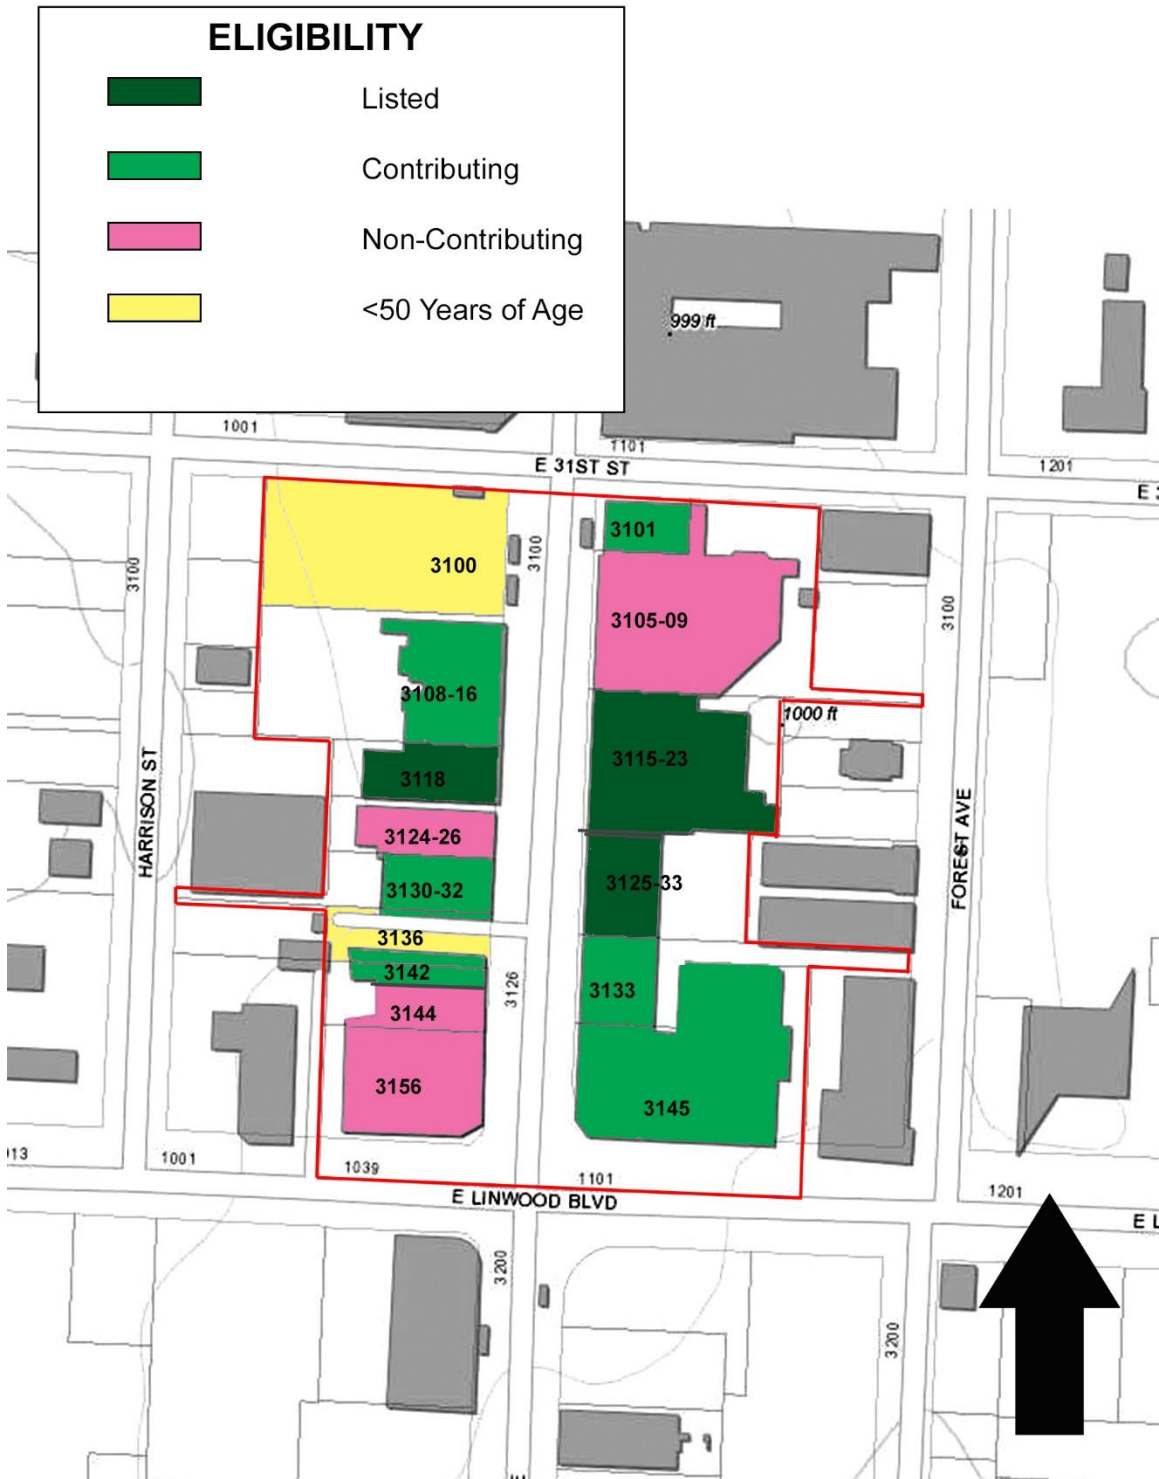 ELIGIBILITY
Listed
Contributing
Non-Contributing
<50 Years of Age
999 ft
1001
1101
E 31ST ST
1201
E 3
3100
3100
3101
3100
3100
3105-09
3108-16
1000 ft
3115-23
3118
HARRISON ST
FOREST AVE
3124-26
3125-33
3130-32
3136
3142
3126
3133
3144
3156
3145
013
1001
1039
1101
E LINWOOD BLVD
1201
E L
3200
3200